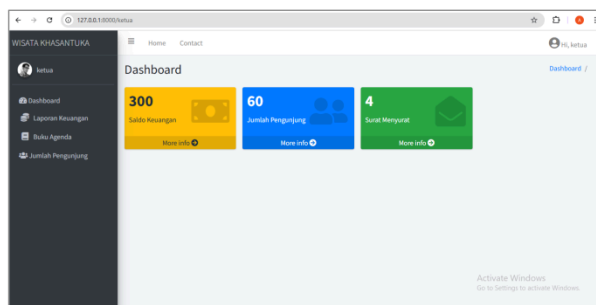 127.0.0.1:8000/ketua
WISATA KHASANTUKA
Home Contact
Hi, ketua
ketua
Dashboard
Dashboard /
Dashboard
Laporan Keuangan
Buku Agenda
Jumlah Pengunjung
300
Saldo Keuangan
More info
60
Jumlah Pengunjung
More info
4
Surat Menyurat
More info
Activate Windows
Go to Settings to activate Windows.